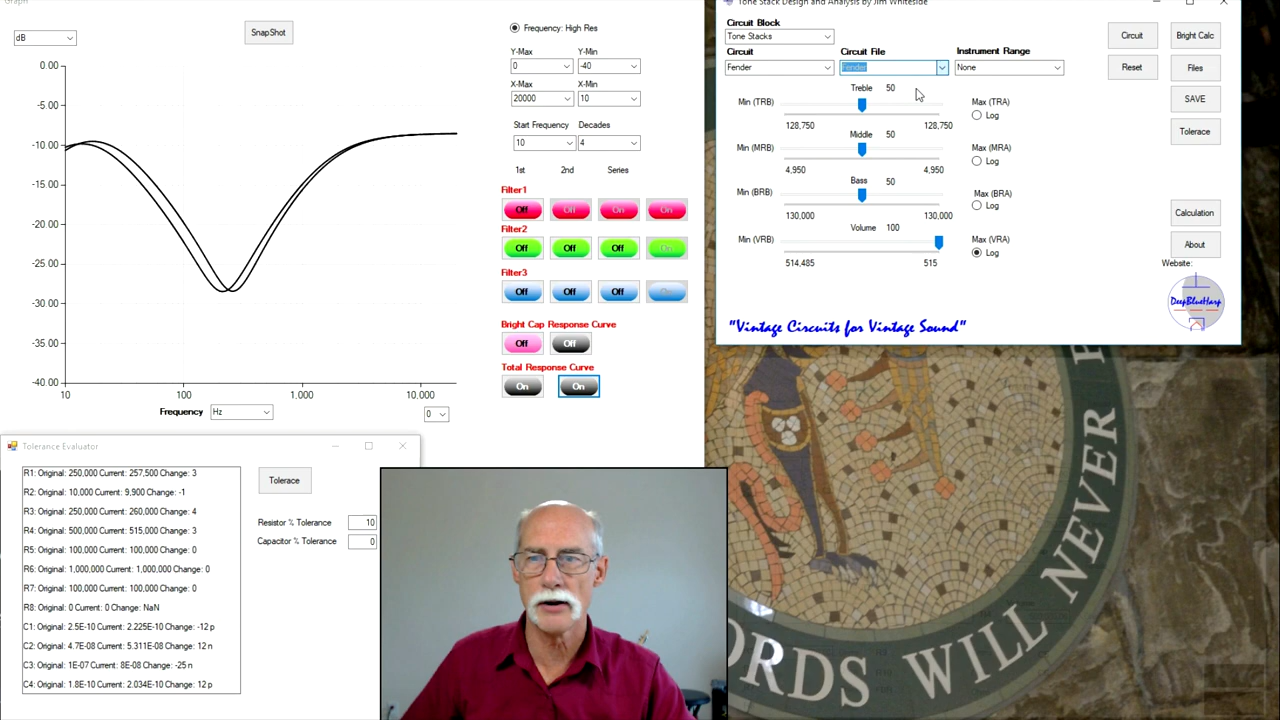 Graph
dB
SnapShot
0.00
-5.00
-10.00
-15.00
-20.00
-25.00
-30.00
-35.00
-40.00
10
100
1,000
10,000
Frequency
Hz
0
Frequency: High Res
Y-Max
Y-Min
0
-40
X-Max
X-Min
20000
10
Start Frequency
Decades
10
4
1st
2nd
Series
Filter1
Off
Off
On
On
Filter2
Off
Off
Off
On
Filter3
Off
Off
Off
Bright Cap Response Curve
Off
Off
Total Response Curve
On
On
Tone Stack Design and Analysis by Jim Whiteside
Circuit Block
Tone Stacks
Circuit
Circuit File
Instrument Range
Fender
Fender
None
Circuit
Bright Calc
Reset
Files
SAVE
Tolerace
Calculation
About
Website:
DeepBlueHarp
Treble 50
Min (TRB)
Max (TRA)
Log
128,750
128,750
Middle 50
Min (MRB)
Max (MRA)
Log
4,950
4,950
Bass 50
Min (BRB)
Max (BRA)
Log
130,000
130,000
Volume 100
Min (VRB)
Max (VRA)
Log
514,485
515
"Vintage Circuits for Vintage Sound"
Tolerance Evaluator
R1: Original: 250,000 Current: 257,500 Change: 3
R2: Original: 10,000 Current: 9,900 Change: -1
R3: Original: 250,000 Current: 260,000 Change: 4
R4: Original: 500,000 Current: 515,000 Change: 3
R5: Original: 100,000 Current: 100,000 Change: 0
R6: Original: 1,000,000 Current: 1,000,000 Change: 0
R7: Original: 100,000 Current: 100,000 Change: 0
R8: Original: 0 Current: 0 Change: NaN
C1: Original: 2.5E-10 Current: 2.225E-10 Change: -12 p
C2: Original: 4.7E-08 Current: 5.311E-08 Change: 12 n
C3: Original: 1E-07 Current: 8E-08 Change: -25 n
C4: Original: 1.8E-10 Current: 2.034E-10 Change: 12 p
Tolerace
Resistor % Tolerance
10
Capacitor % Tolerance
0
ORDS WILL NEVER